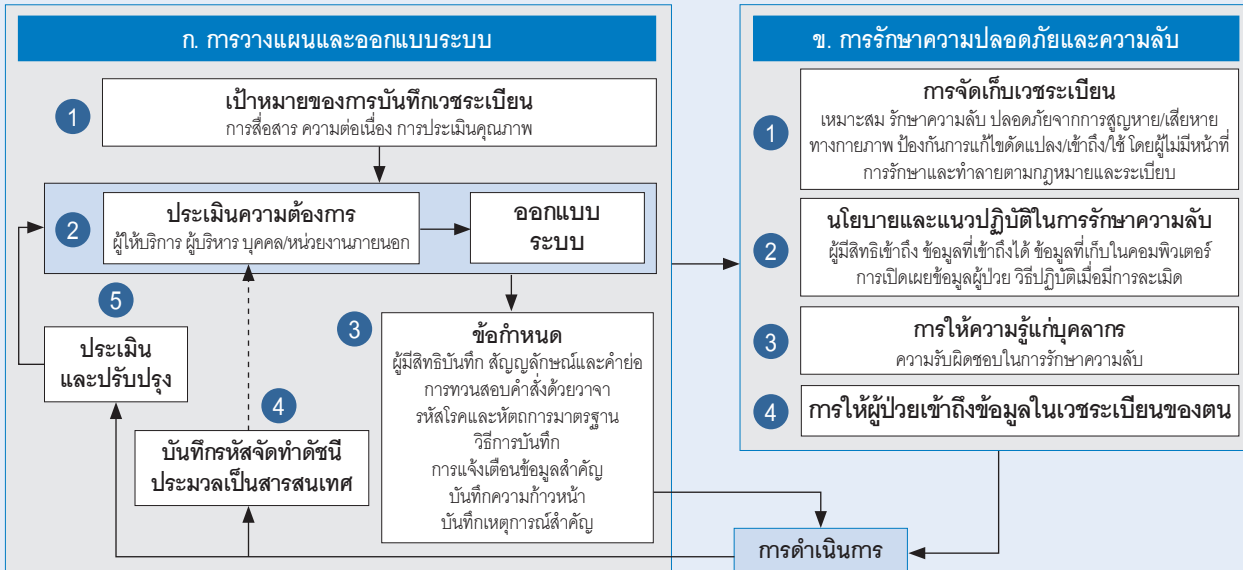 ก. การวางแผนและออกแบบระบบ
1
เป้าหมายของการบันทึกเวชระเบียน
การสื่อสาร ความต่อเนื่อง การประเมินคุณภาพ
2
ประเมินความต้องการ
ผู้ให้บริการ ผู้บริหาร บุคคล/หน่วยงานภายนอก
ออกแบบ
ระบบ
3
ข้อกำหนด
ผู้มีสิทธิบันทึก สัญญลักษณ์และคำย่อ
การทวนสอบคำสั่งด้วยวาจา
รหัสโรคและหัตถการมาตรฐาน
วิธีการบันทึก
การแจ้งเตือนข้อมูลสำคัญ
บันทึกความก้าวหน้า
บันทึกเหตุการณ์สำคัญ
4
บันทึกรหัสจัดทำดัชนี
ประมวลเป็นสารสนเทศ
5
ประเมิน
และปรับปรุง
ข. การรักษาความปลอดภัยและความลับ
1
การจัดเก็บเวชระเบียน
เหมาะสม รักษาความลับ ปลอดภัยจากการสูญหาย/เสียหาย
ทางกายภาพ ป้องกันการแก้ไขดัดแปลง/เข้าถึง/ใช้ โดยผู้ไม่มีหน้าที่
การรักษาและทำลายตามกฎหมายและระเบียบ
2
นโยบายและแนวปฏิบัติในการรักษาความลับ
ผู้มีสิทธิเข้าถึง ข้อมูลที่เข้าถึงได้ ข้อมูลที่เก็บในคอมพิวเตอร์
การเปิดเผยข้อมูลผู้ป่วย วิธีปฏิบัติเมื่อมีการละเมิด
3
การให้ความรู้แก่บุคลากร
ความรับผิดชอบในการรักษาความลับ
4
การให้ผู้ป่วยเข้าถึงข้อมูลในเวชระเบียนของตน
การดำเนินการ